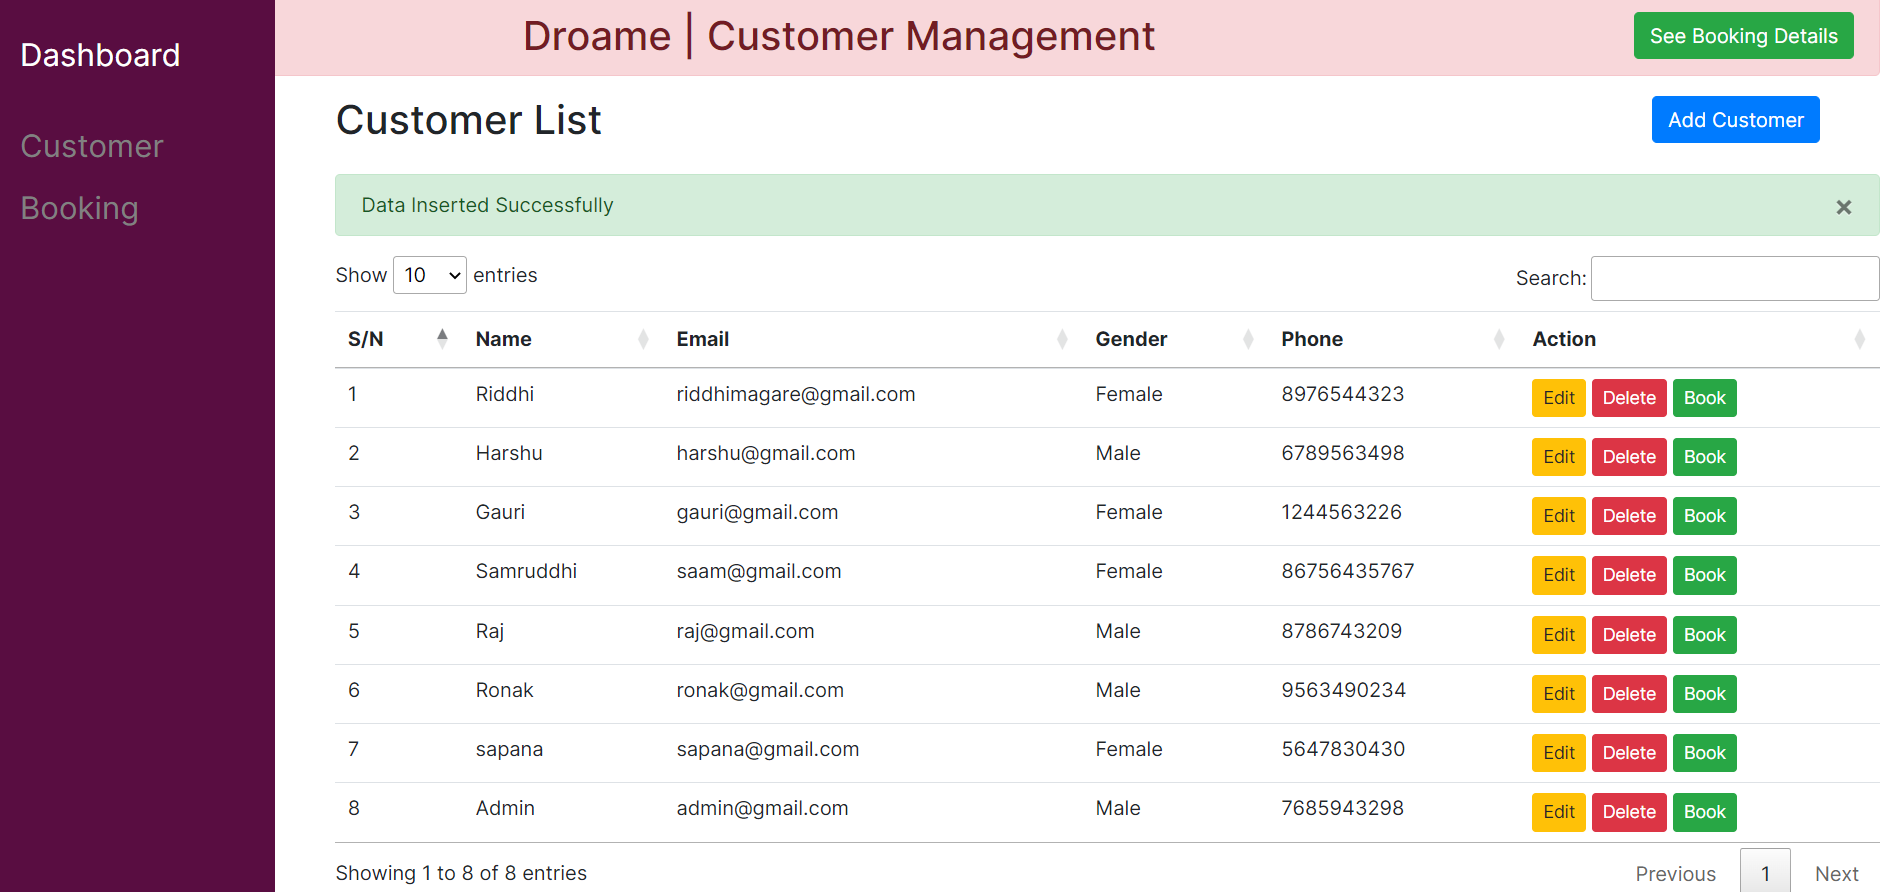 Dashboard
Customer
Booking
Droame | Customer Management
See Booking Details
Customer List
Add Customer
Data Inserted Successfully ×
Show 10 entries
Search:
S/N Name Email Gender Phone Action
1 Riddhi riddhimagare@gmail.com Female 8976544323 Edit Delete Book
2 Harshu harshu@gmail.com Male 6789563498 Edit Delete Book
3 Gauri gauri@gmail.com Female 1244563226 Edit Delete Book
4 Samruddhi saam@gmail.com Female 86756435767 Edit Delete Book
5 Raj raj@gmail.com Male 8786743209 Edit Delete Book
6 Ronak ronak@gmail.com Male 9563490234 Edit Delete Book
7 sapana sapana@gmail.com Female 5647830430 Edit Delete Book
8 Admin admin@gmail.com Male 7685943298 Edit Delete Book
Showing 1 to 8 of 8 entries
Previous 1 Next